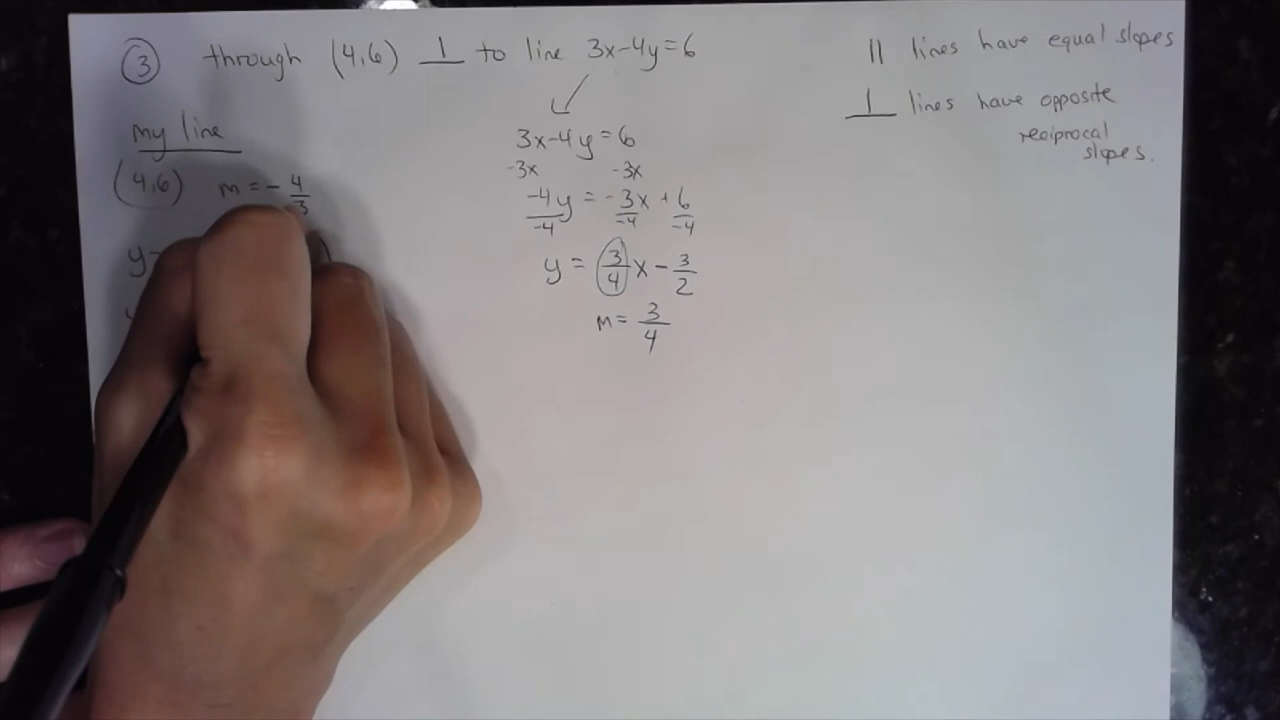 ③ through (4,6) ⊥ to line 3x-4y=6
my line
(4,6) m = - 4/3
y-
3x-4y=6
-3x -3x
-4y/-4 = -3x/-4 + 6/-4
y = 3/4 x - 3/2
m = 3/4
|| lines have equal slopes
⊥ lines have opposite
reciprocal
slopes.